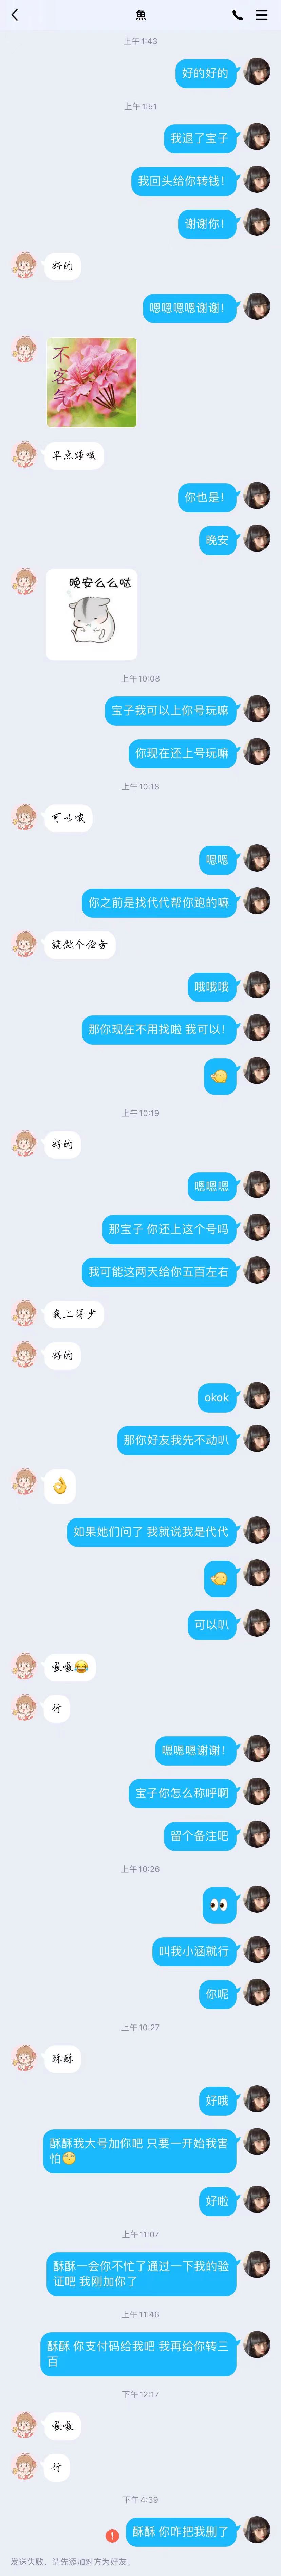 魚
上午1:43
好的好的
上午1:51
我退了宝子
我回头给你转钱！
谢谢你！
好的
嗯嗯嗯嗯谢谢！
不客气
早点睡哦
你也是！
晚安
晚安么么哒
上午10:08
宝子我可以上你号玩嘛
你现在还上号玩嘛
上午10:18
可以哦
嗯嗯
你之前是找代代帮你跑的嘛
就做个任务
哦哦哦
那你现在不用找啦 我可以！
上午10:19
好的
嗯嗯嗯
那宝子 你还上这个号吗
我可能这两天给你五百左右
我上得少
好的
okok
那你好友我先不动叭
如果她们问了 我就说我是代代
可以叭
嗷嗷😂
行
嗯嗯嗯谢谢！
宝子你怎么称呼啊
留个备注吧
上午10:26
叫我小涵就行
你呢
上午10:27
酥酥
好哦
酥酥我大号加你吧 只要一开始我害
怕
好啦
上午11:07
酥酥一会你不忙了通过一下我的验
证吧 我刚加你了
上午11:46
酥酥 你支付码给我吧 我再给你转三
百
下午12:17
嗷嗷
行
下午4:39
酥酥 你咋把我删了
发送失败，请先添加对方为好友。